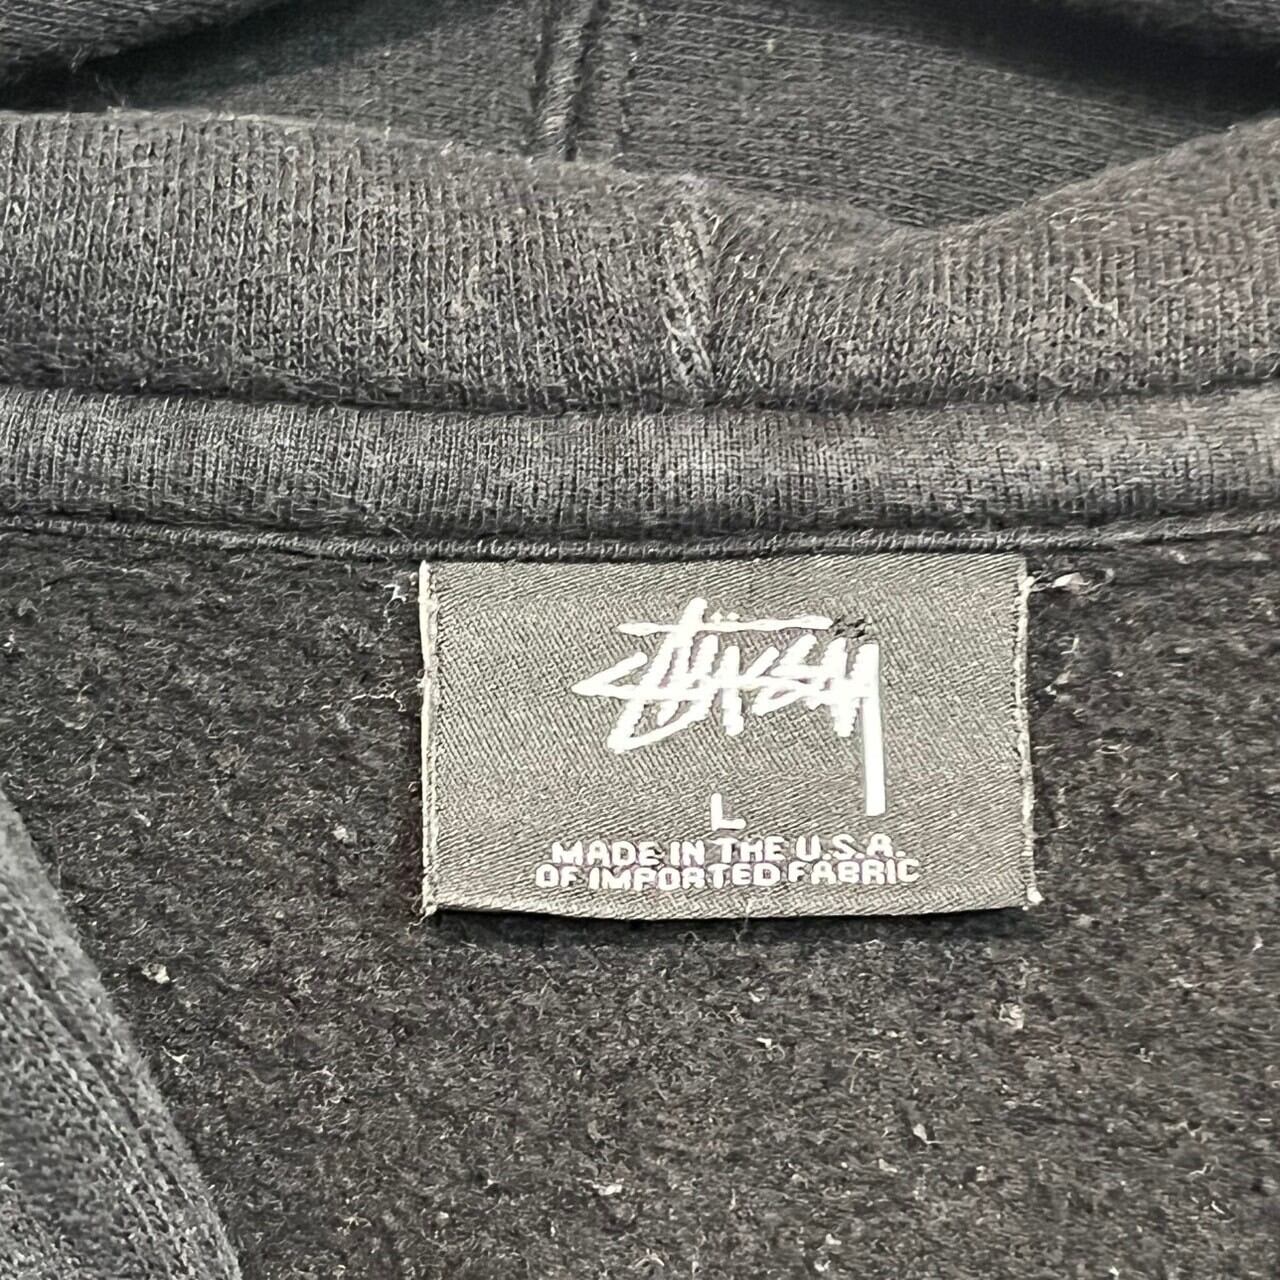 Stüssy
L
MADE IN THE U.S.A.
OF IMPORTED FABRIC